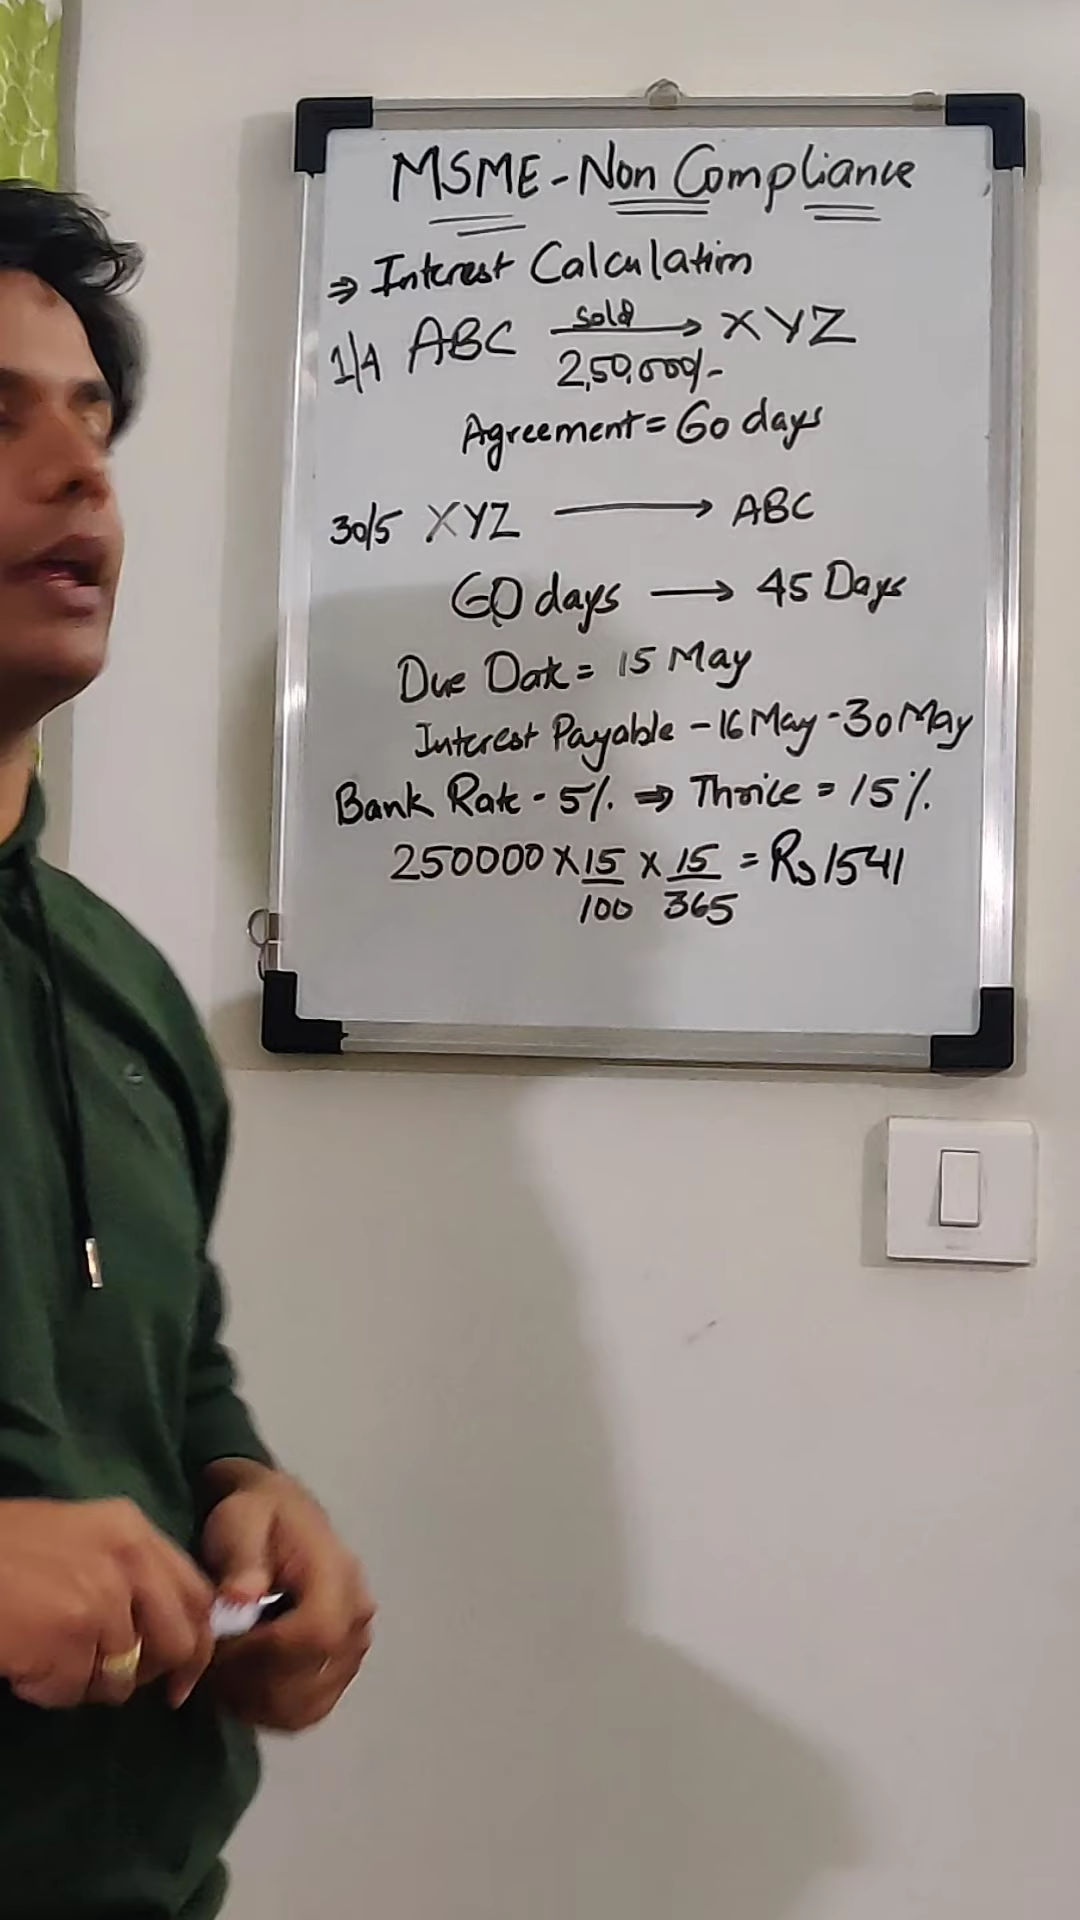 MSME - Non Compliance
⇒ Interest Calculation
1/4 ABC sold → XYZ
2,50,000/-
Agreement = 60 days
30/5 XYZ → ABC
60 days → 45 Days
Due Date = 15 May
Interest Payable - 16 May - 30 May
Bank Rate - 5% ⇒ Thrice = 15%
250000 × 15/100 × 15/365 = Rs 1541